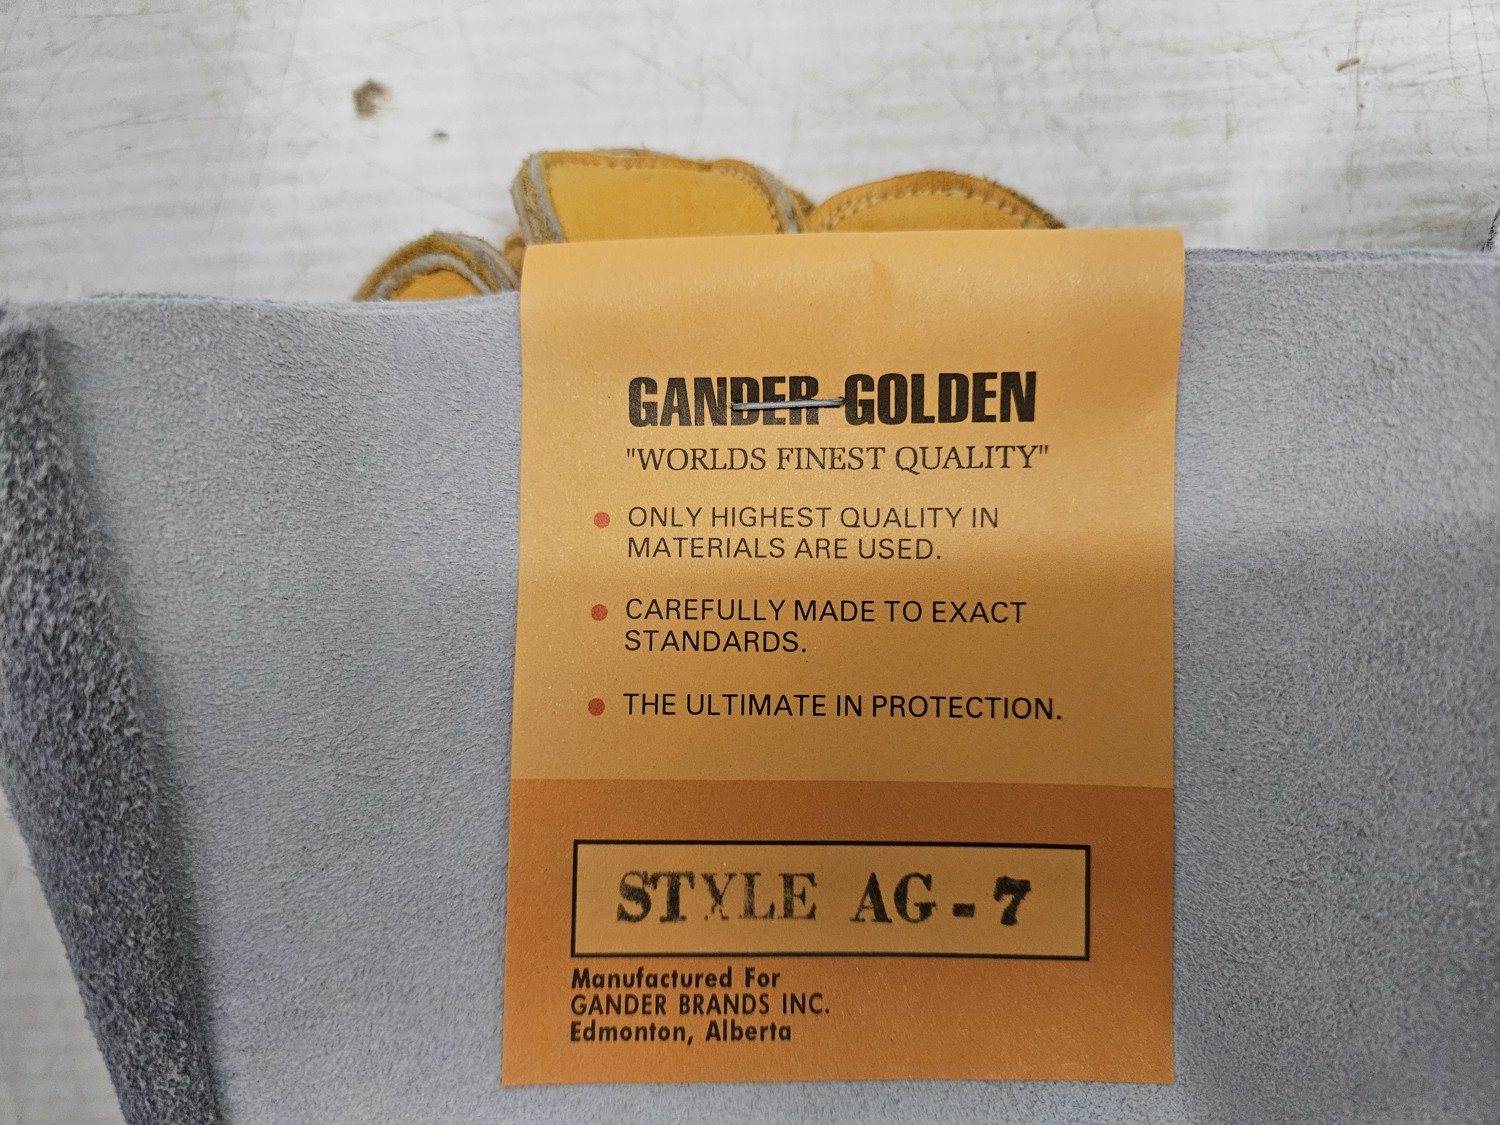 GANDER-GOLDEN
"WORLDS FINEST QUALITY"
● ONLY HIGHEST QUALITY IN
MATERIALS ARE USED.
● CAREFULLY MADE TO EXACT
STANDARDS.
● THE ULTIMATE IN PROTECTION.
STYLE AG-7
Manufactured For
GANDER BRANDS INC.
Edmonton, Alberta